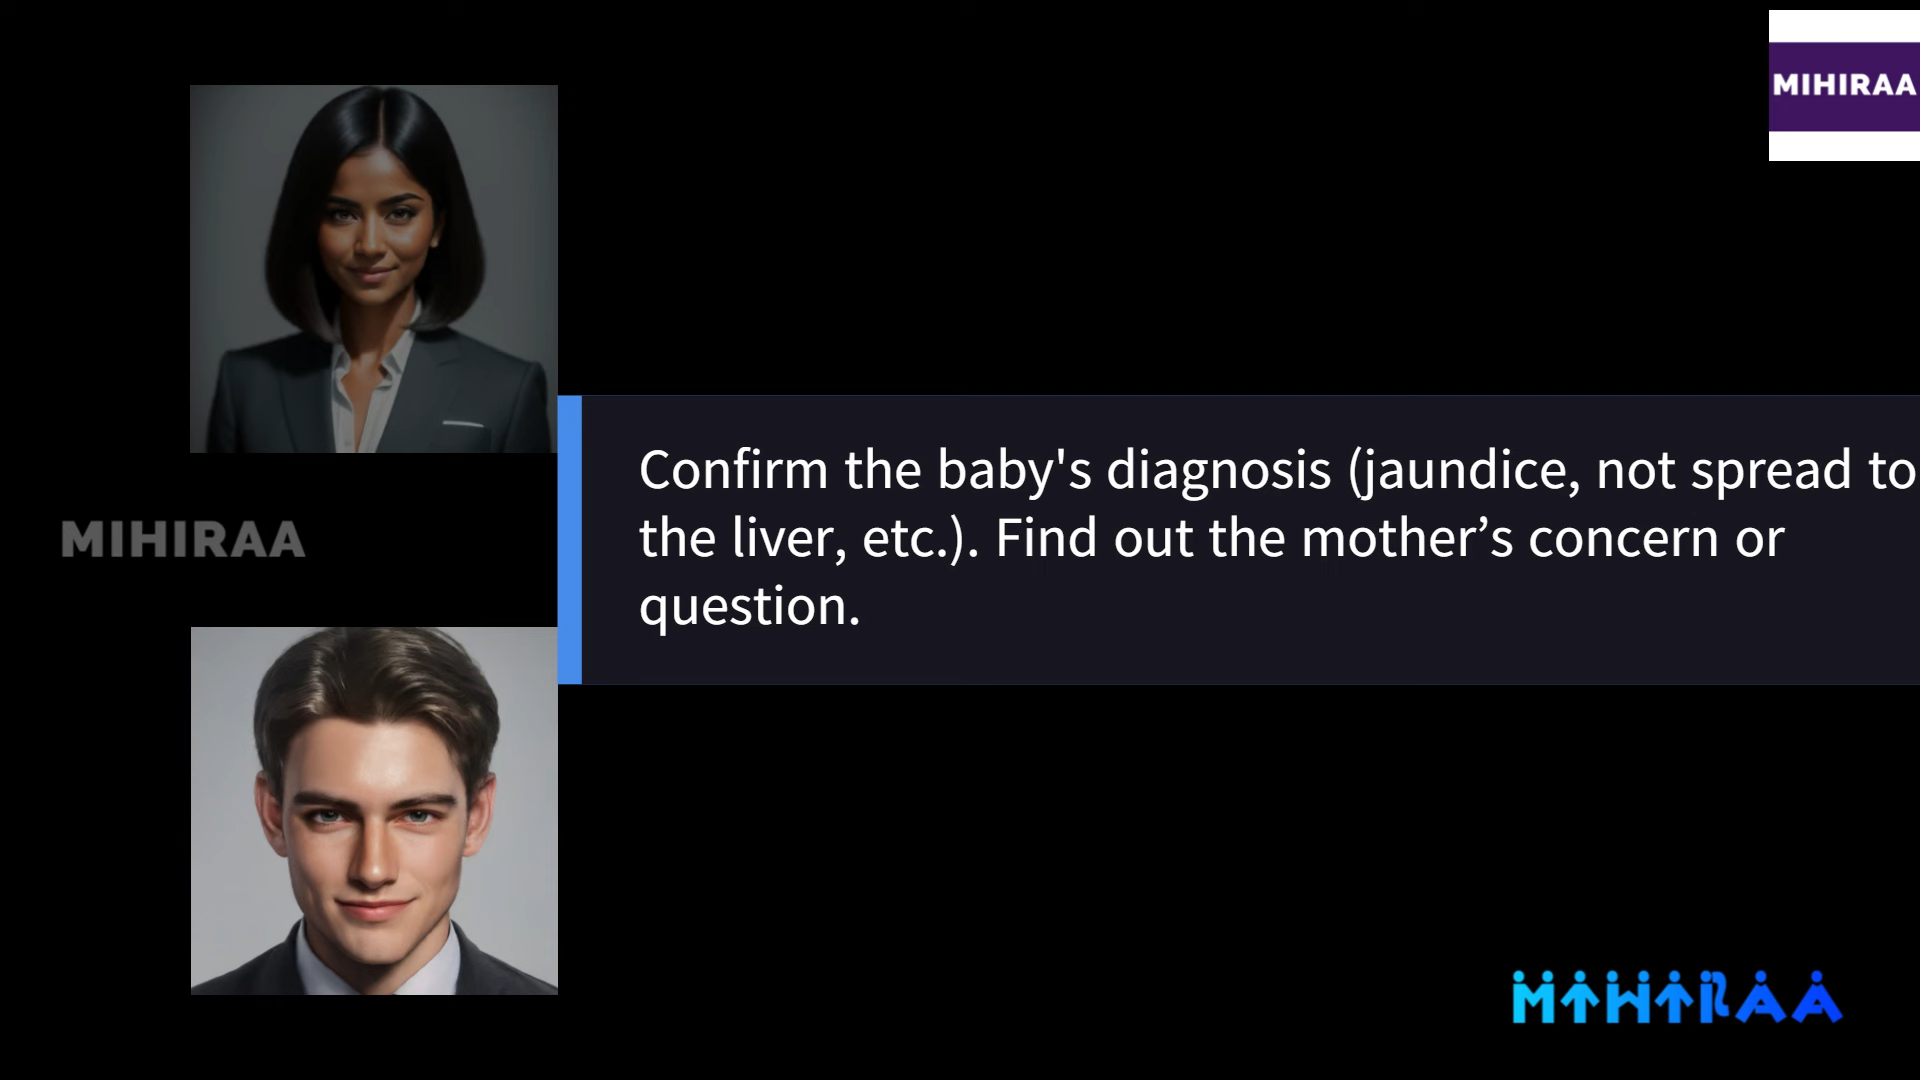 MIHIRAA
Confirm the baby's diagnosis (jaundice, not spread to
the liver, etc.). Find out the mother’s concern or
question.
MIHIRAA
MIHIRAA